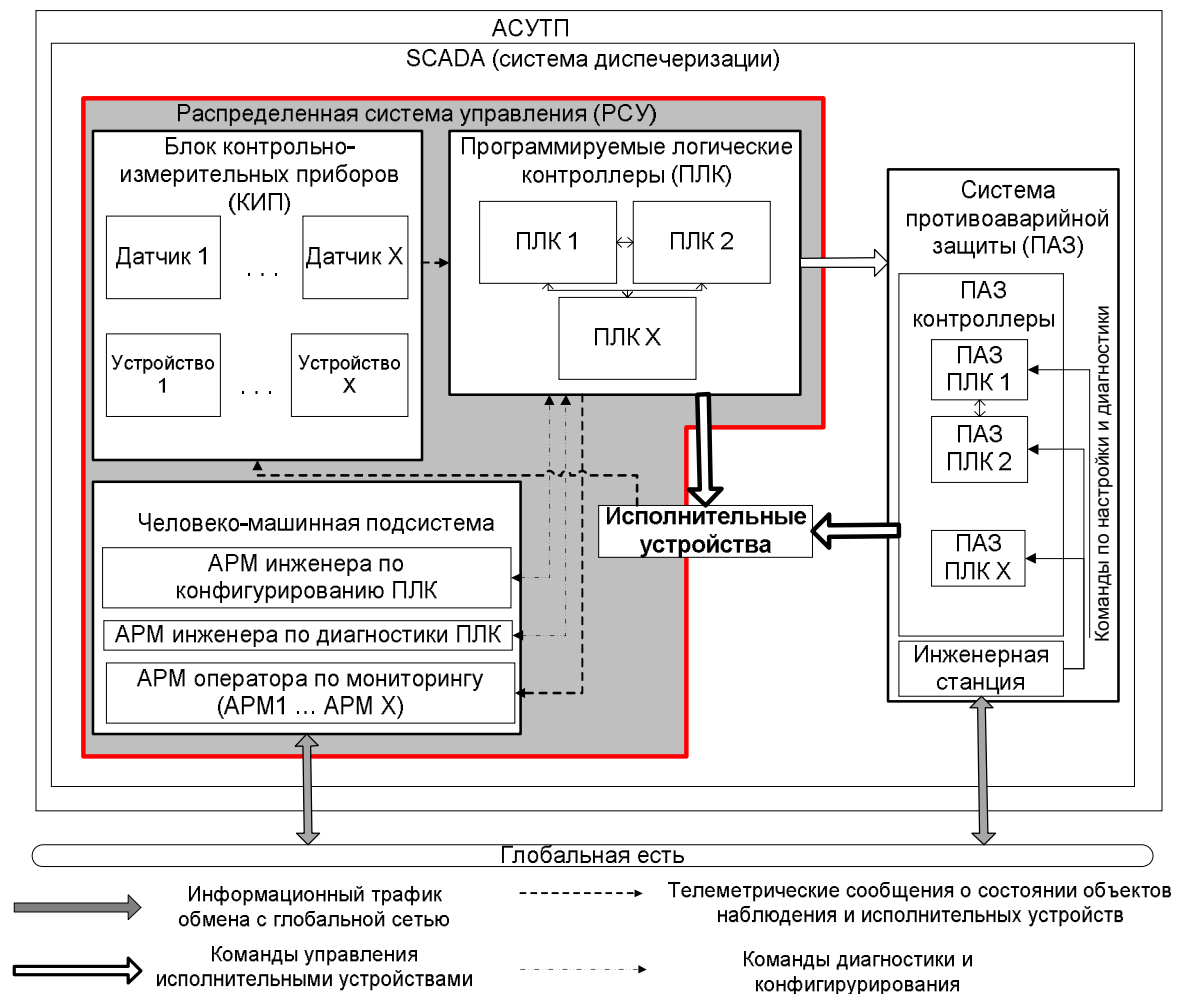 АСУТП
SCADA (система диспечеризации)
Распределенная система управления (РСУ)
Блок контрольно-
измерительных приборов
(КИП)
Датчик 1
. . .
Датчик X
Устройство
1
. . .
Устройство
X
Программируемые логические
контроллеры (ПЛК)
ПЛК 1
ПЛК 2
ПЛК X
Система
противоаварийной
защиты (ПАЗ)
ПАЗ
контроллеры
ПАЗ
ПЛК 1
ПАЗ
ПЛК 2
ПАЗ
ПЛК X
Команды по настройки и диагностики
Инженерная
станция
Исполнительные
устройства
Человеко-машинная подсистема
АРМ инженера по
конфигурированию ПЛК
АРМ инженера по диагностики ПЛК
АРМ оператора по мониторингу
(АРМ1 ... АРМ X)
Глобальная есть
Информационный трафик
обмена с глобальной сетью
Телеметрические сообщения о состоянии объектов
наблюдения и исполнительных устройств
Команды управления
исполнительными устройствами
Команды диагностики и
конфигирурирования